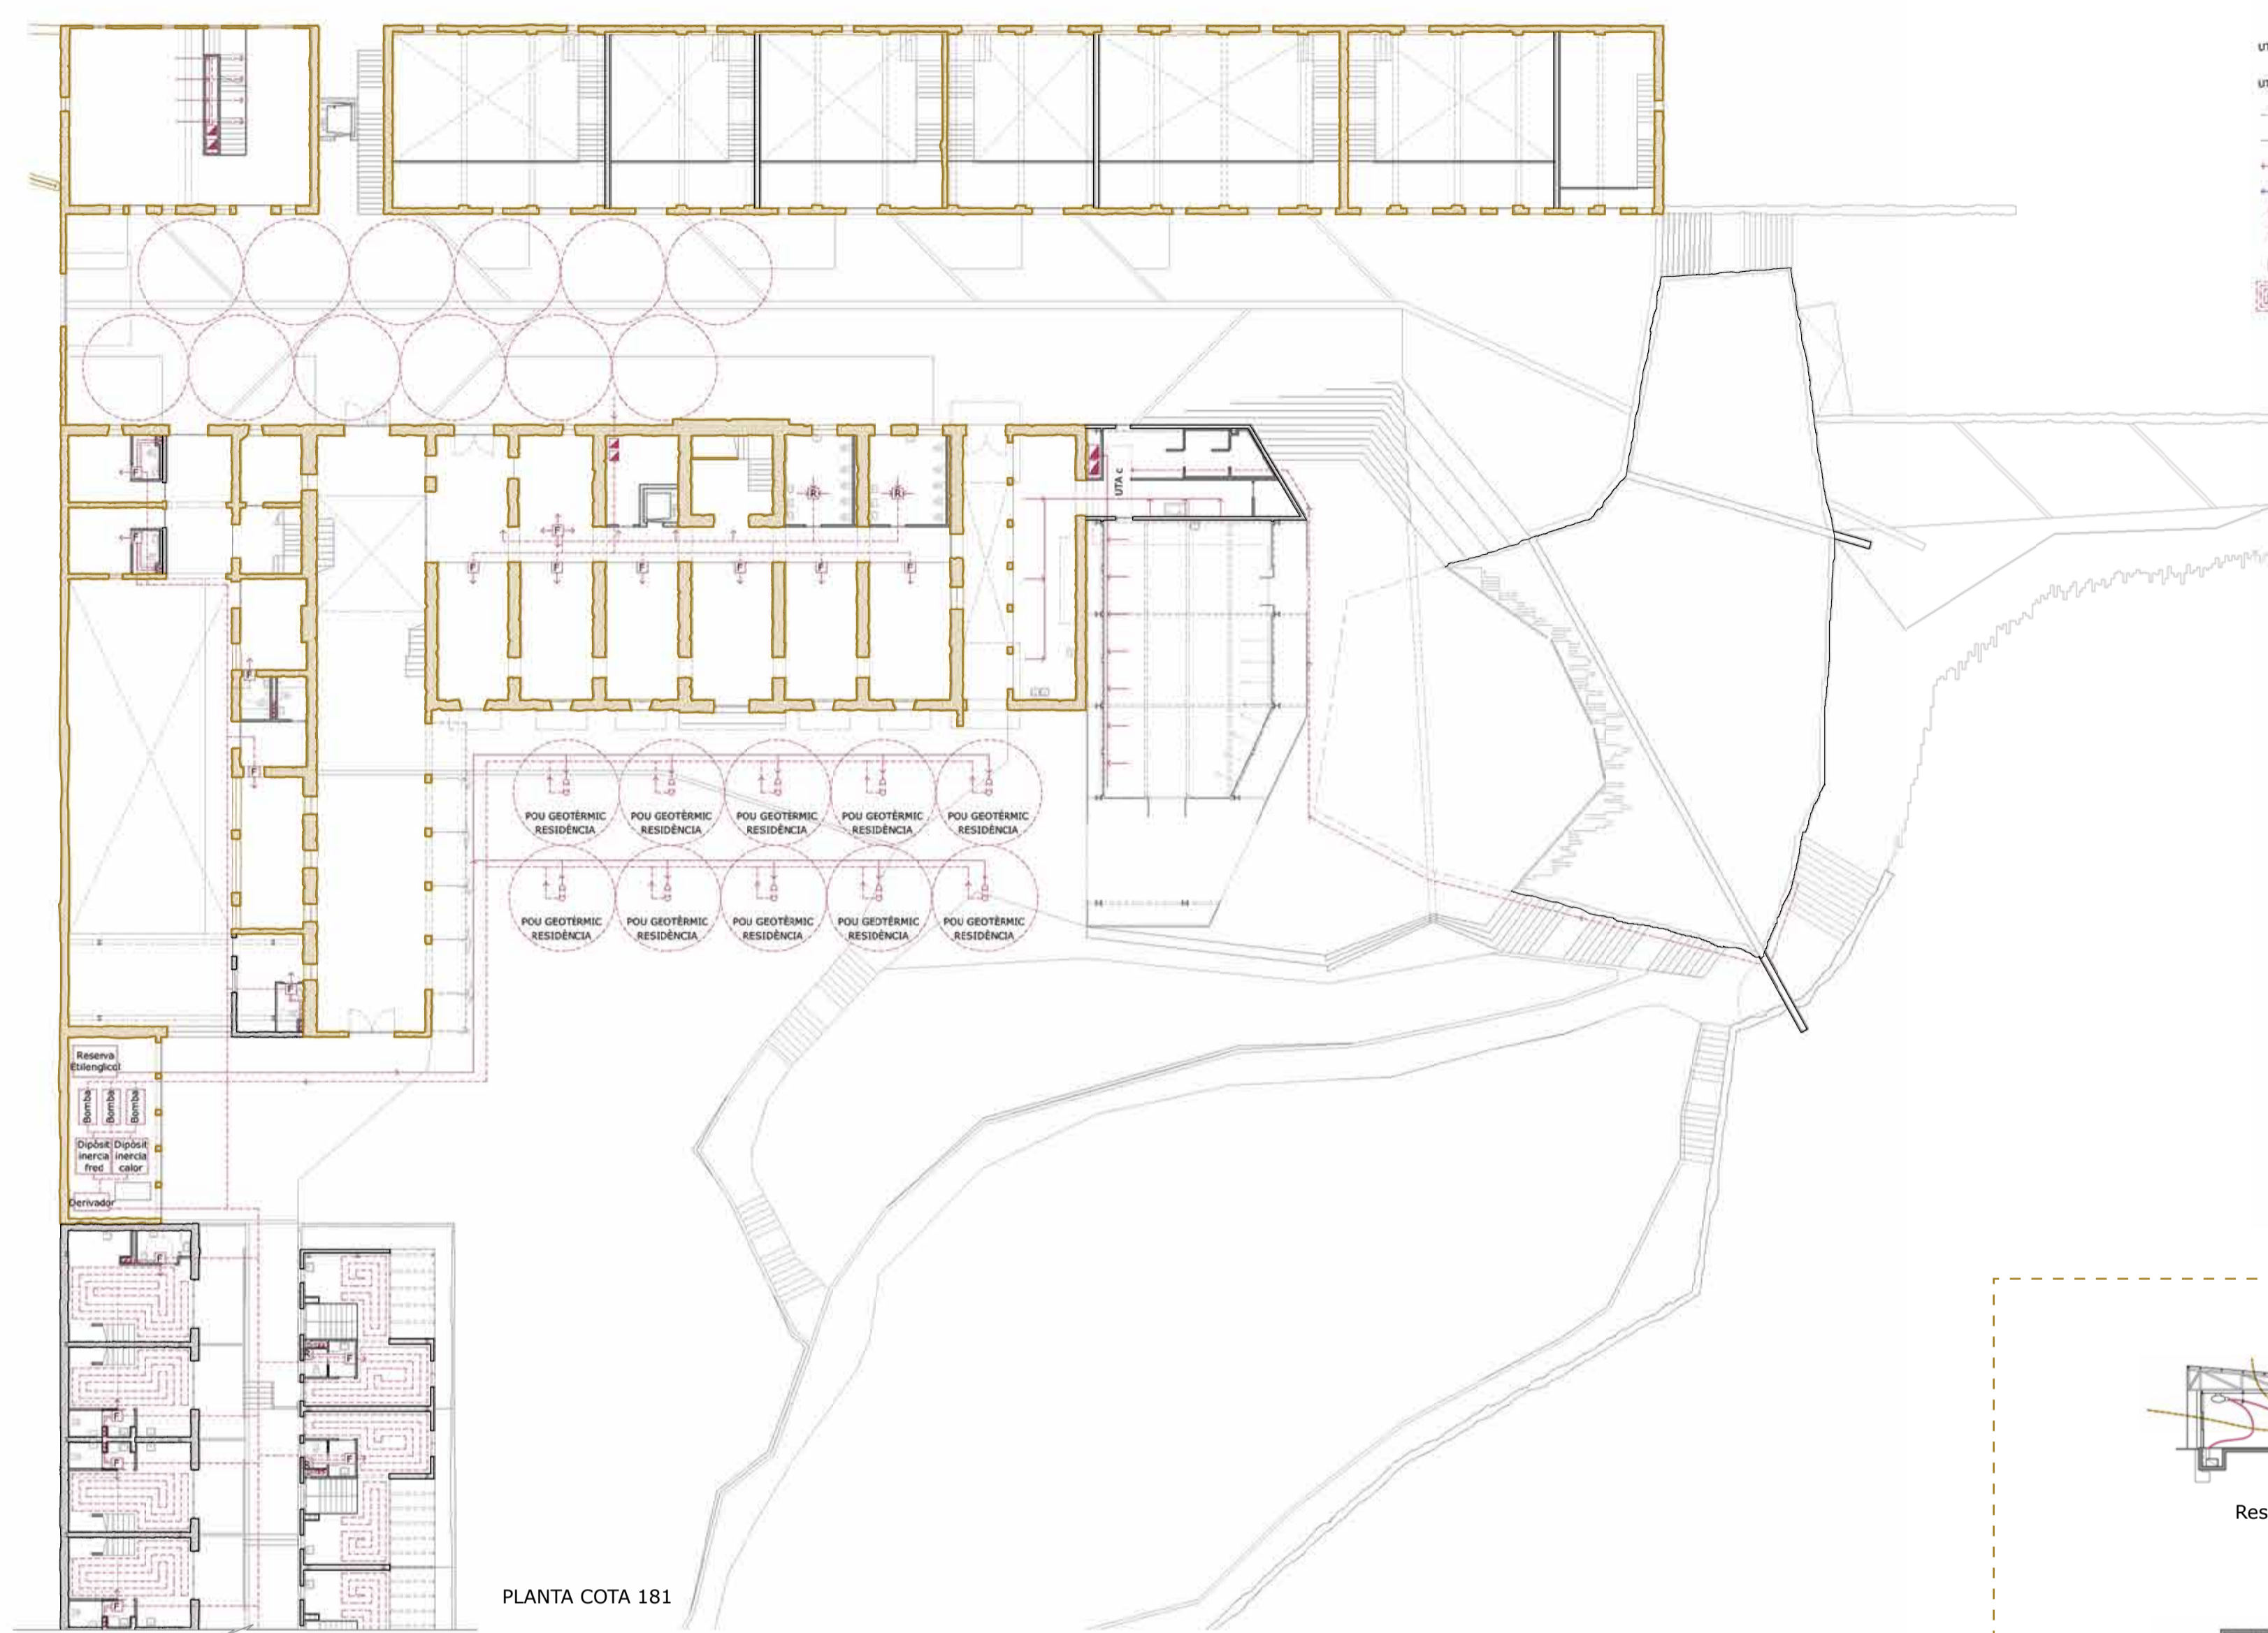 UTA C
POU GEOTÈRMIC
RESIDÈNCIA
POU GEOTÈRMIC
RESIDÈNCIA
POU GEOTÈRMIC
RESIDÈNCIA
POU GEOTÈRMIC
RESIDÈNCIA
POU GEOTÈRMIC
RESIDÈNCIA
POU GEOTÈRMIC
RESIDÈNCIA
POU GEOTÈRMIC
RESIDÈNCIA
POU GEOTÈRMIC
RESIDÈNCIA
POU GEOTÈRMIC
RESIDÈNCIA
POU GEOTÈRMIC
RESIDÈNCIA
Reserva
Etilenglicol
Bomba
Bomba
Bomba
Dipòsit
inercia
fred
Dipòsit
inercia
calor
Derivador
PLANTA COTA 181
Res